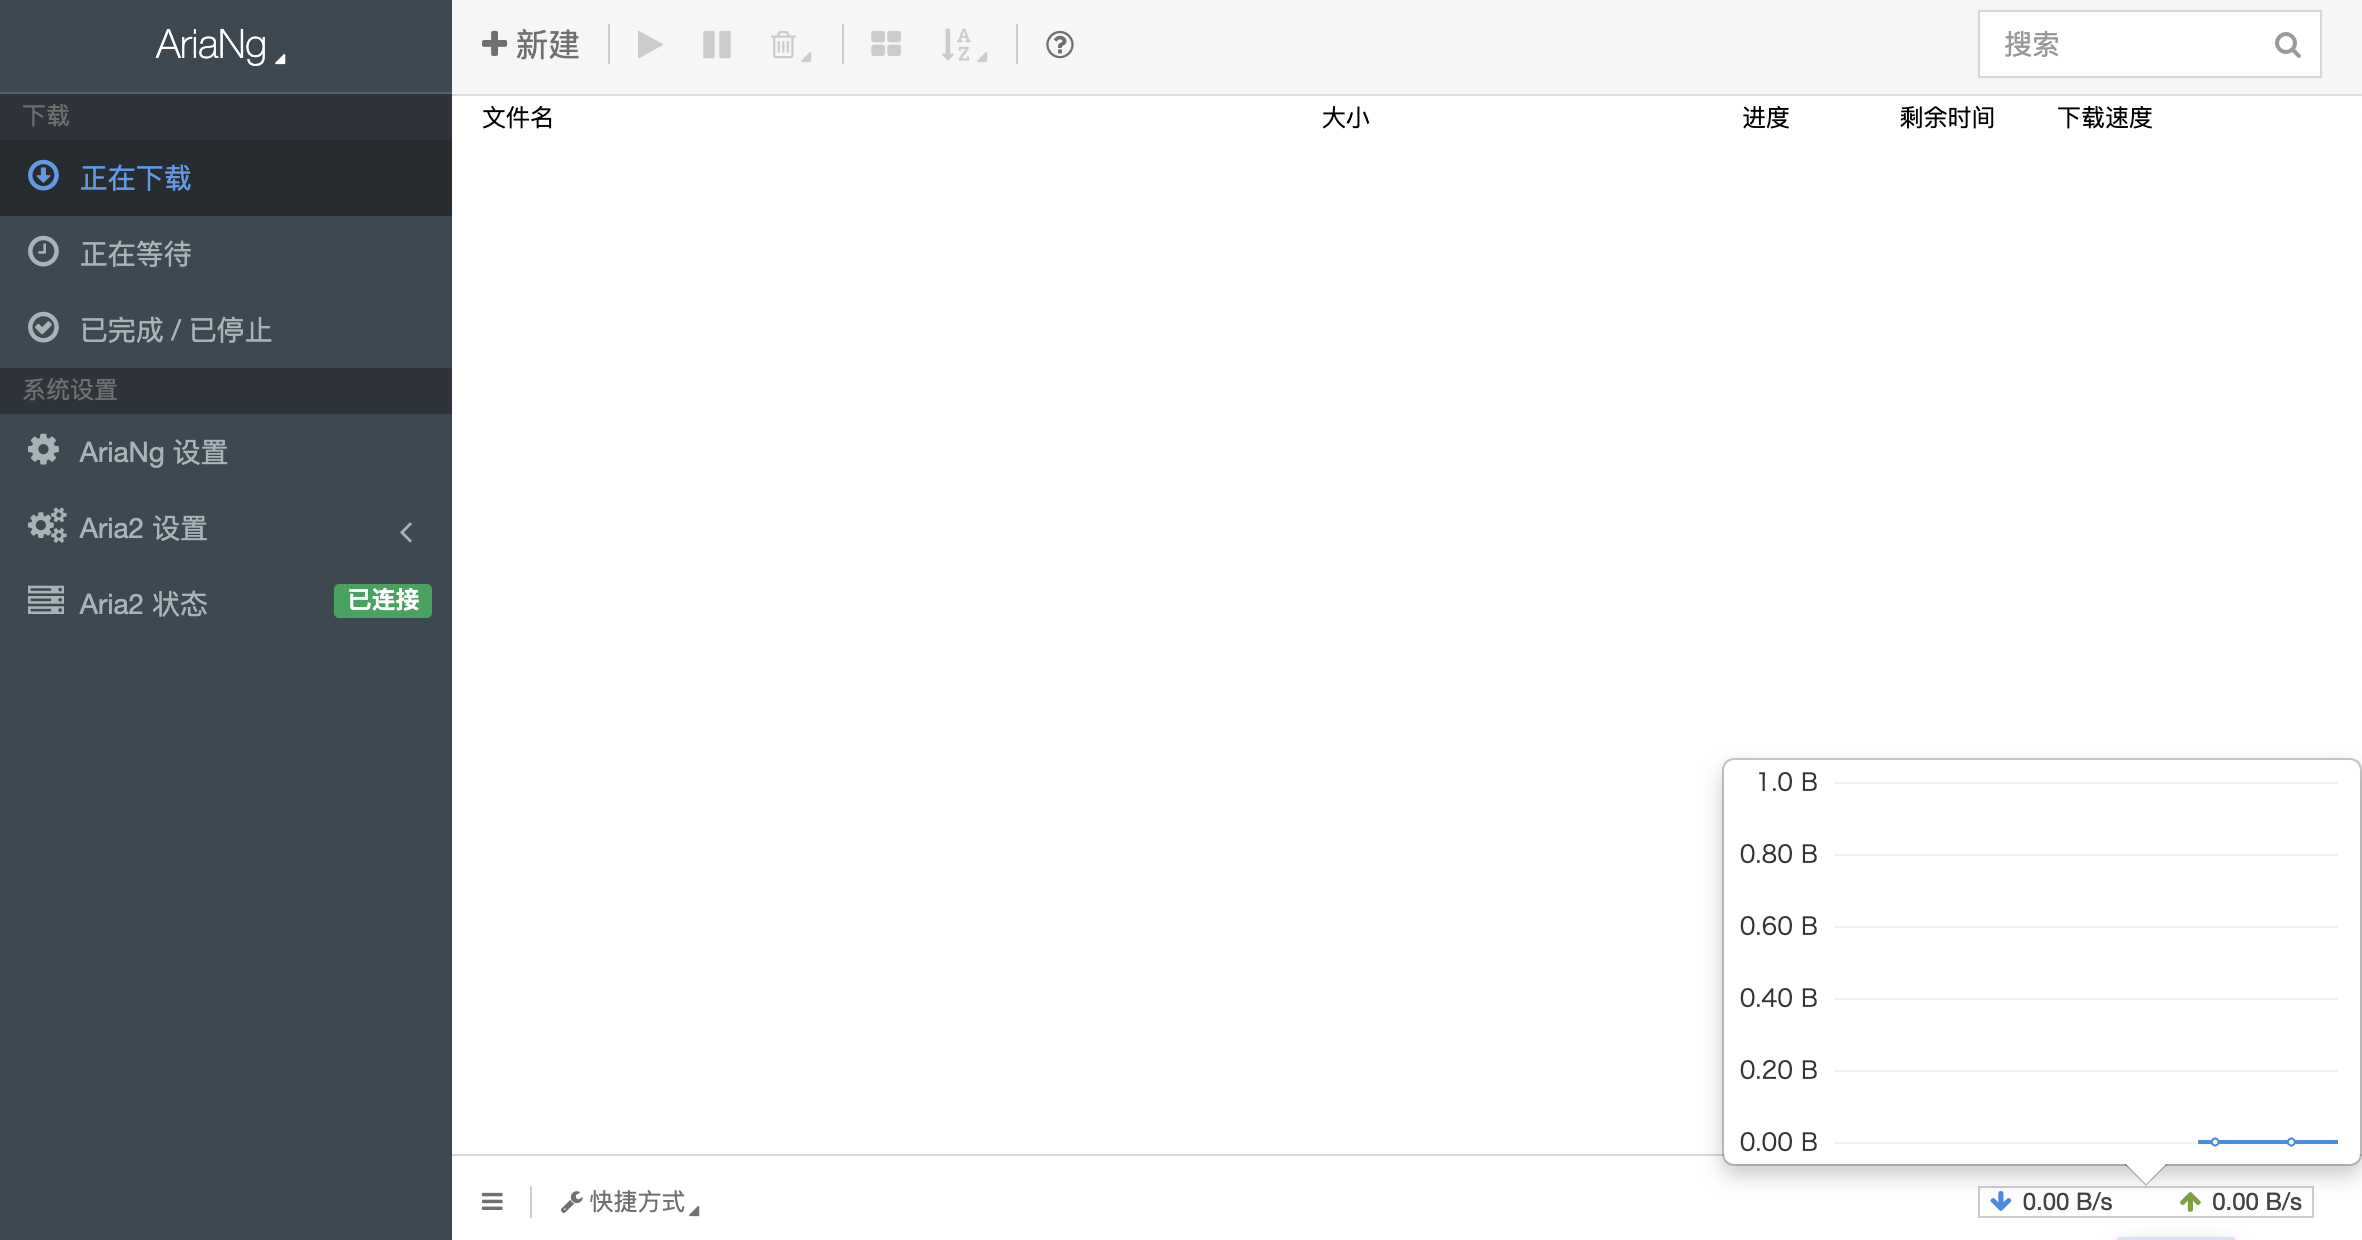 AriaNg
下载
正在下载
正在等待
已完成 / 已停止
系统设置
AriaNg 设置
Aria2 设置
Aria2 状态 已连接
新建
搜索
文件名 大小 进度 剩余时间 下载速度
1.0 B
0.80 B
0.60 B
0.40 B
0.20 B
0.00 B
快捷方式
0.00 B/s 0.00 B/s